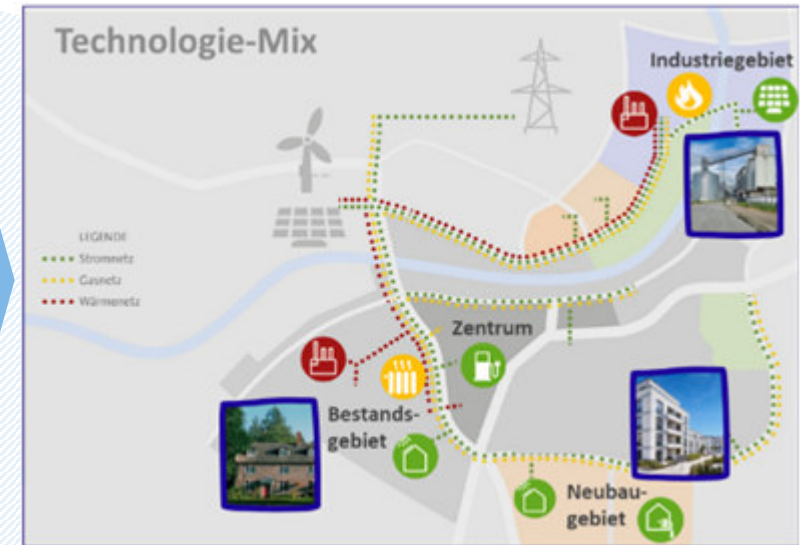 Technologie-Mix
Industriegebiet
LEGENDE
Stromnetz
Gasnetz
Wärmenetz
Zentrum
Bestands-
gebiet
Neubau-
gebiet